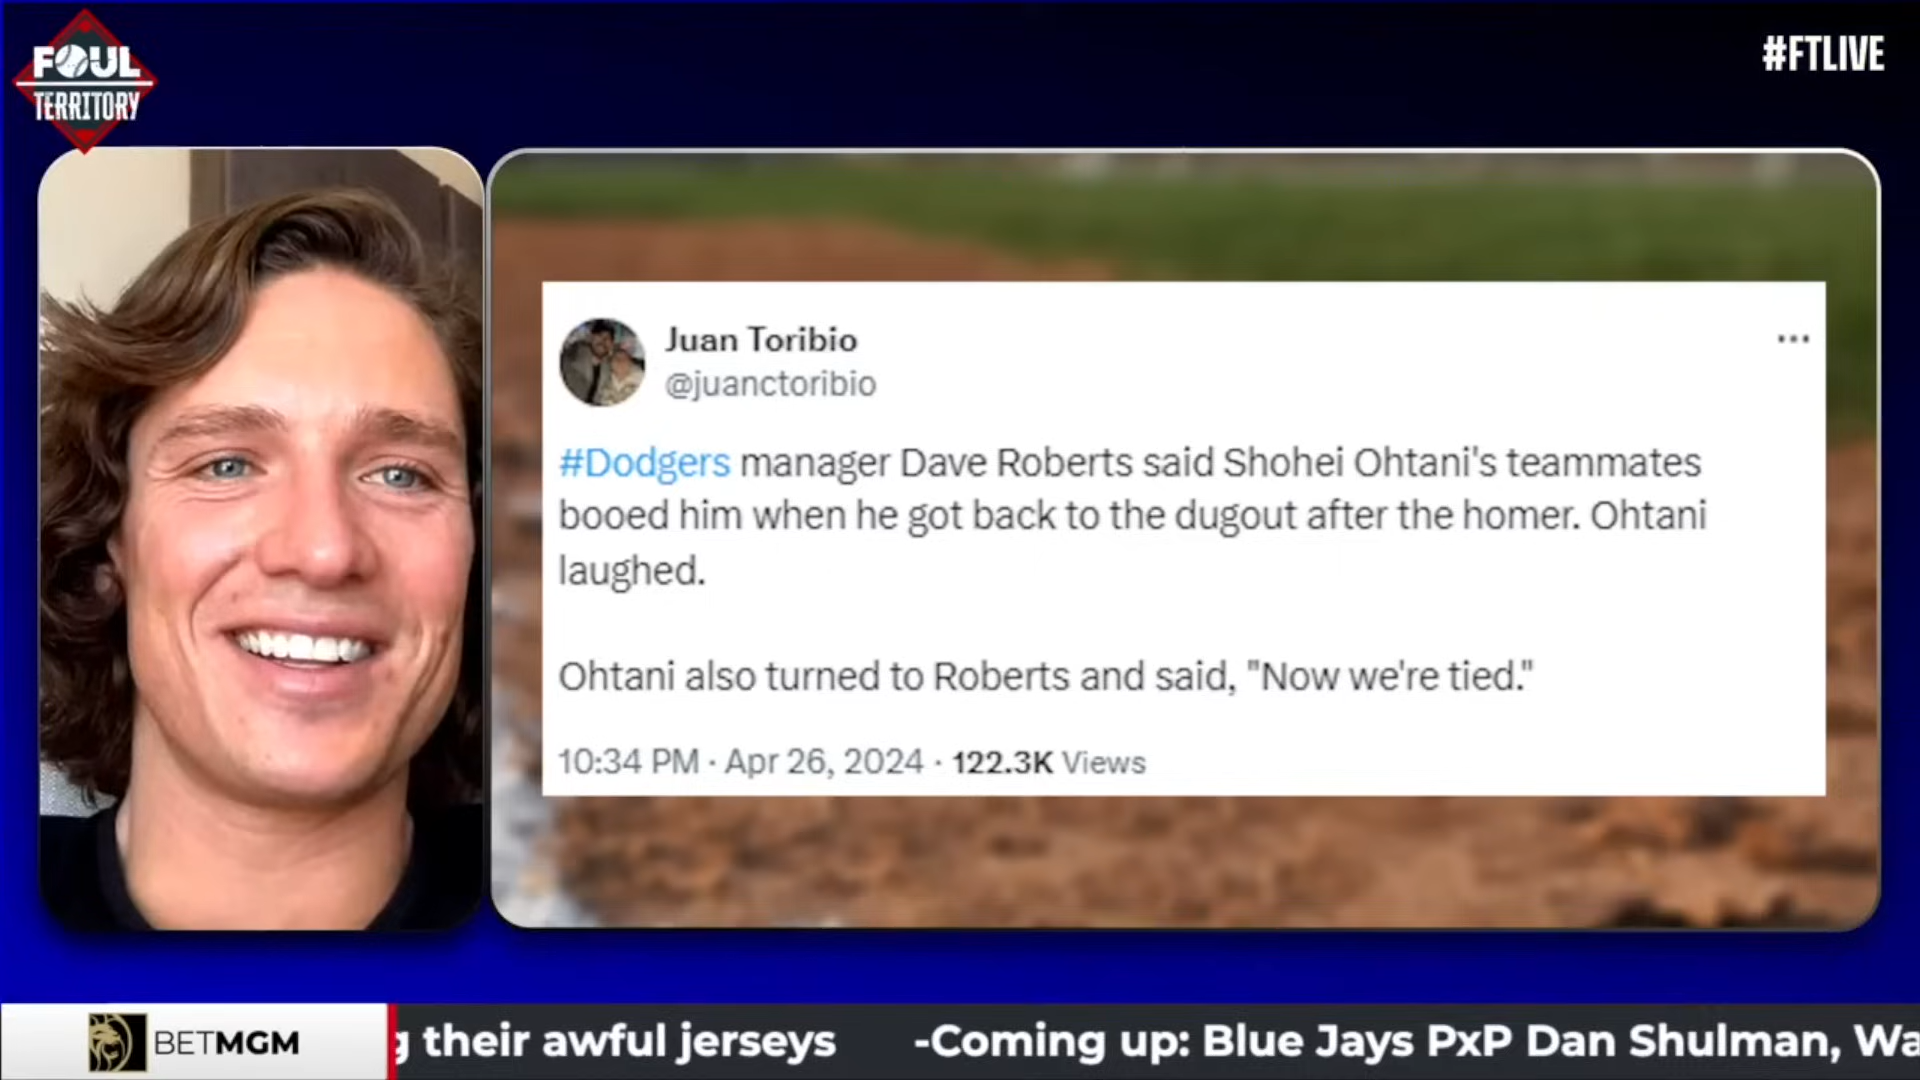 FOUL
TERRITORY
#FTLIVE
Juan Toribio
...
@juanctoribio
#Dodgers manager Dave Roberts said Shohei Ohtani's teammates
booed him when he got back to the dugout after the homer. Ohtani
laughed.
Ohtani also turned to Roberts and said, "Now we're tied."
10:34 PM · Apr 26, 2024 · 122.3K Views
BETMGM
g their awful jerseys -Coming up: Blue Jays PxP Dan Shulman, Wa